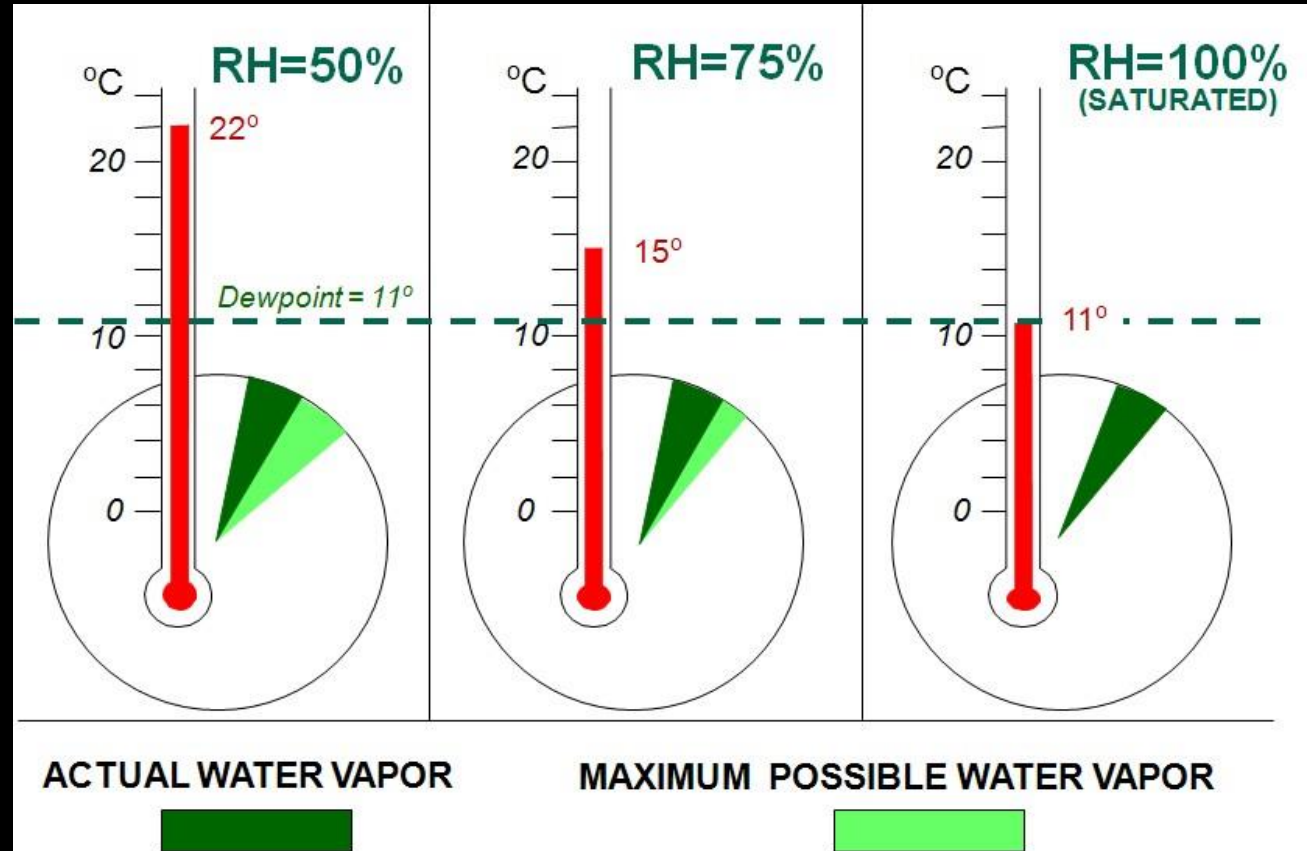 °C
RH=50%
22°
20
Dewpoint = 11°
10
0
°C
RH=75%
20
15°
10
0
°C
RH=100%
(SATURATED)
20
11°
10
0
ACTUAL WATER VAPOR
MAXIMUM POSSIBLE WATER VAPOR